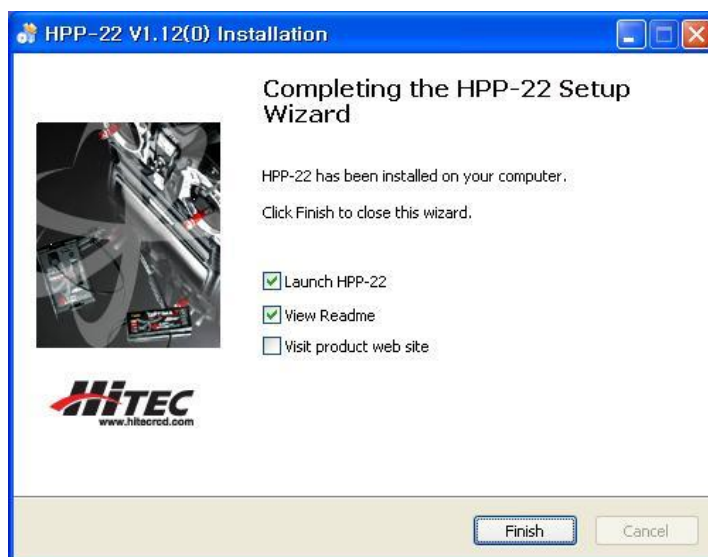 HPP-22 V1.12(0) Installation
Completing the HPP-22 Setup
Wizard
HPP-22 has been installed on your computer.
Click Finish to close this wizard.
Launch HPP-22
View Readme
Visit product web site
HiTEC
www.hitecrcd.com
Finish
Cancel